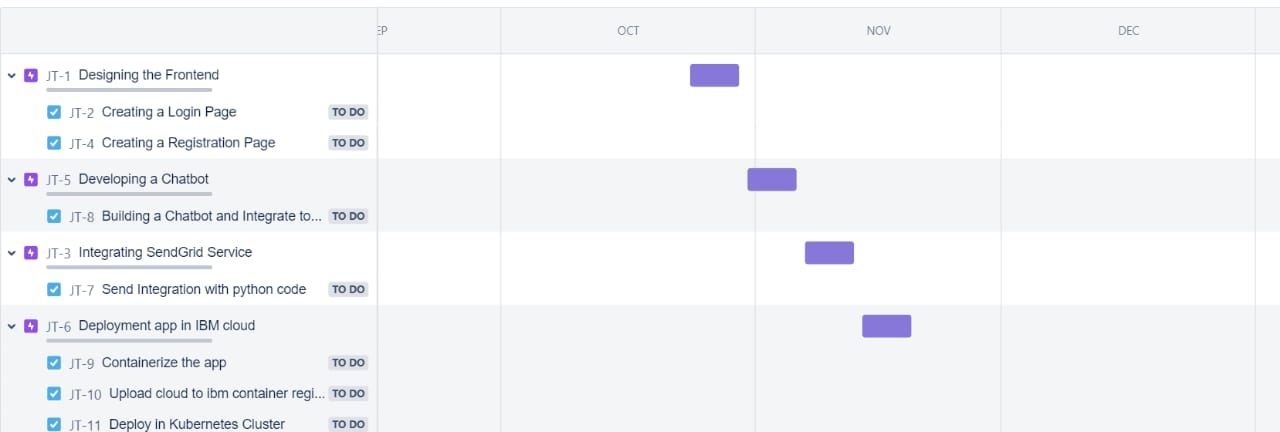 EP OCT NOV DEC
JT-1 Designing the Frontend
JT-2 Creating a Login Page TO DO
JT-4 Creating a Registration Page TO DO
JT-5 Developing a Chatbot
JT-8 Building a Chatbot and Integrate to... TO DO
JT-3 Integrating SendGrid Service
JT-7 Send Integration with python code TO DO
JT-6 Deployment app in IBM cloud
JT-9 Containerize the app TO DO
JT-10 Upload cloud to ibm container regi... TO DO
JT-11 Deploy in Kubernetes Cluster TO DO